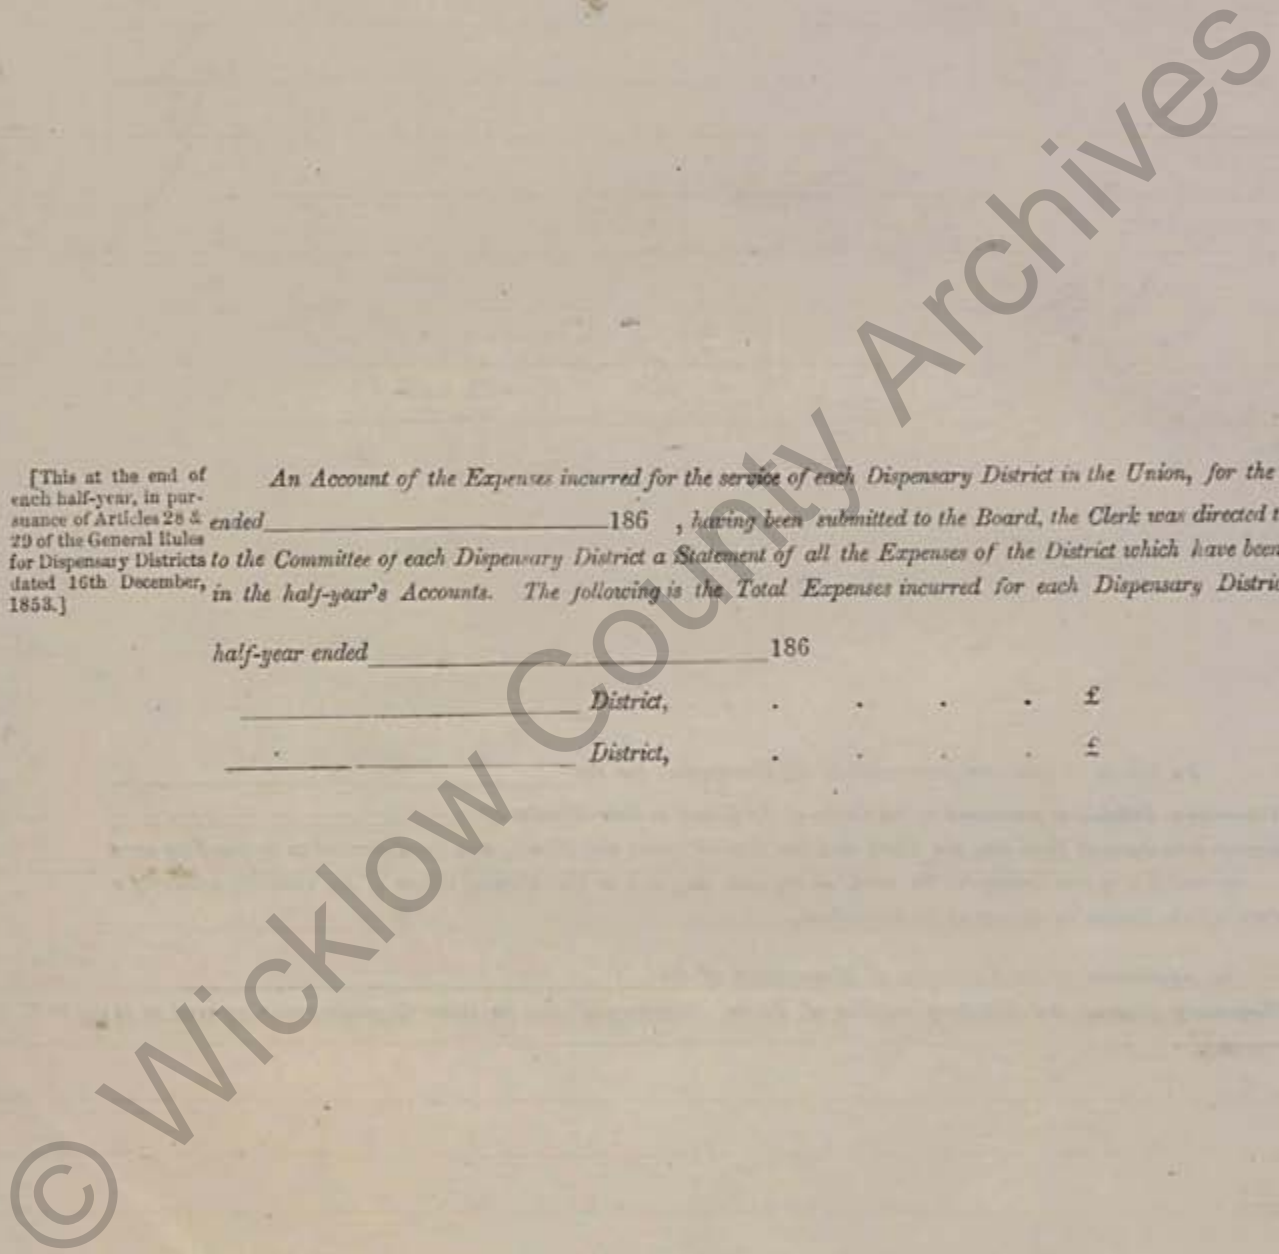 [This at the end of
each half-year, in pur-
suance of Articles 28 &
29 of the General Rules
for Dispensary Districts
dated 16th December,
1853.]
An Account of the Expenses incurred for the service of each Dispensary District in the Union, for the
ended 186 , having been submitted to the Board, the Clerk was directed t
to the Committee of each Dispensary District a Statement of all the Expenses of the District which have been
in the half-year's Accounts. The following is the Total Expenses incurred for each Dispensary Distric
half-year ended 186
District, . . . . £
District, . . . . £
© Wicklow County Archives